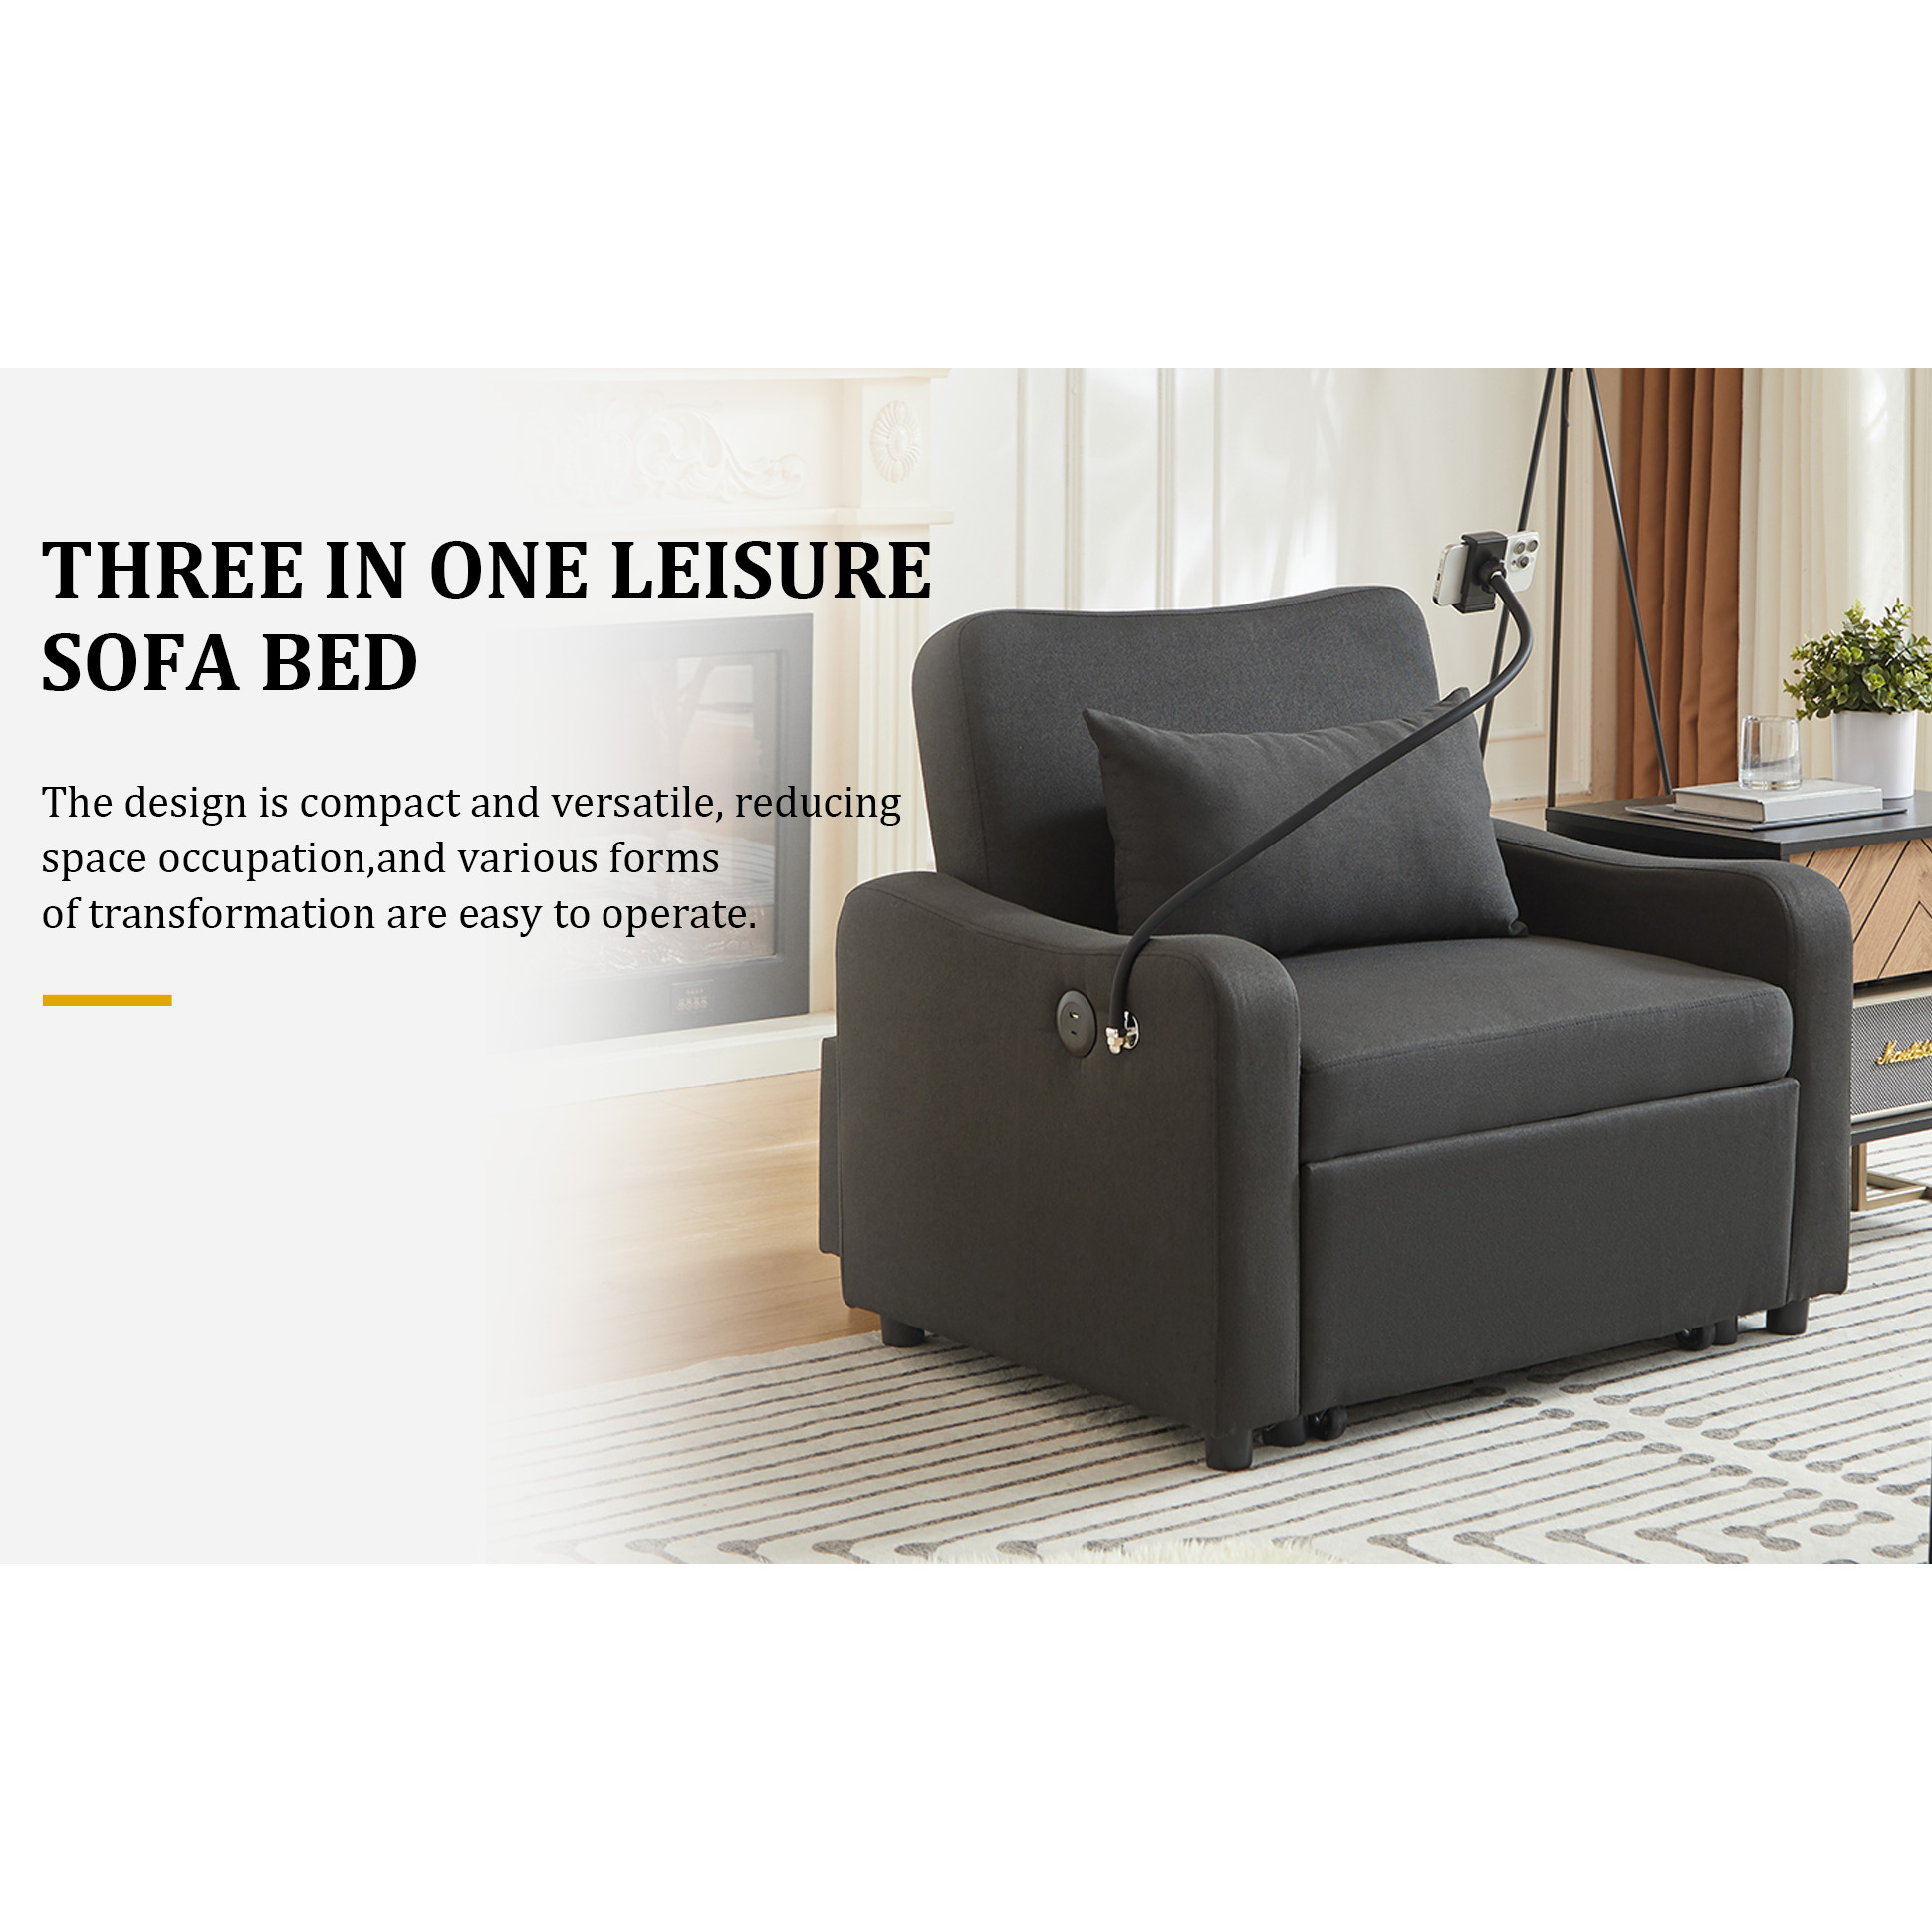 THREE IN ONE LEISURE
SOFA BED
The design is compact and versatile, reducing
space occupation,and various forms
of transformation are easy to operate.